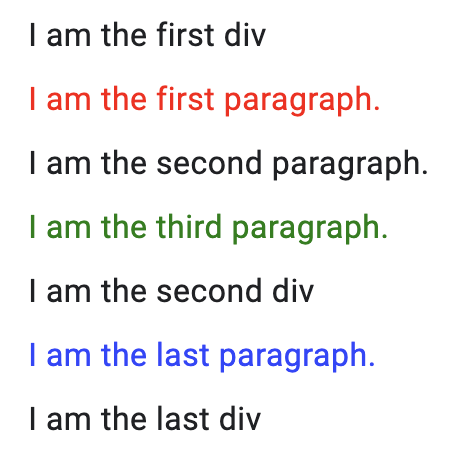 I am the first div
I am the first paragraph.
I am the second paragraph.
I am the third paragraph.
I am the second div
I am the last paragraph.
I am the last div